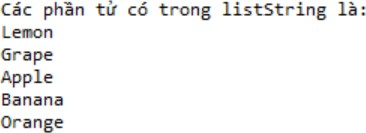 Các phần tử có trong listString là:
Lemon
Grape
Apple
Banana
Orange